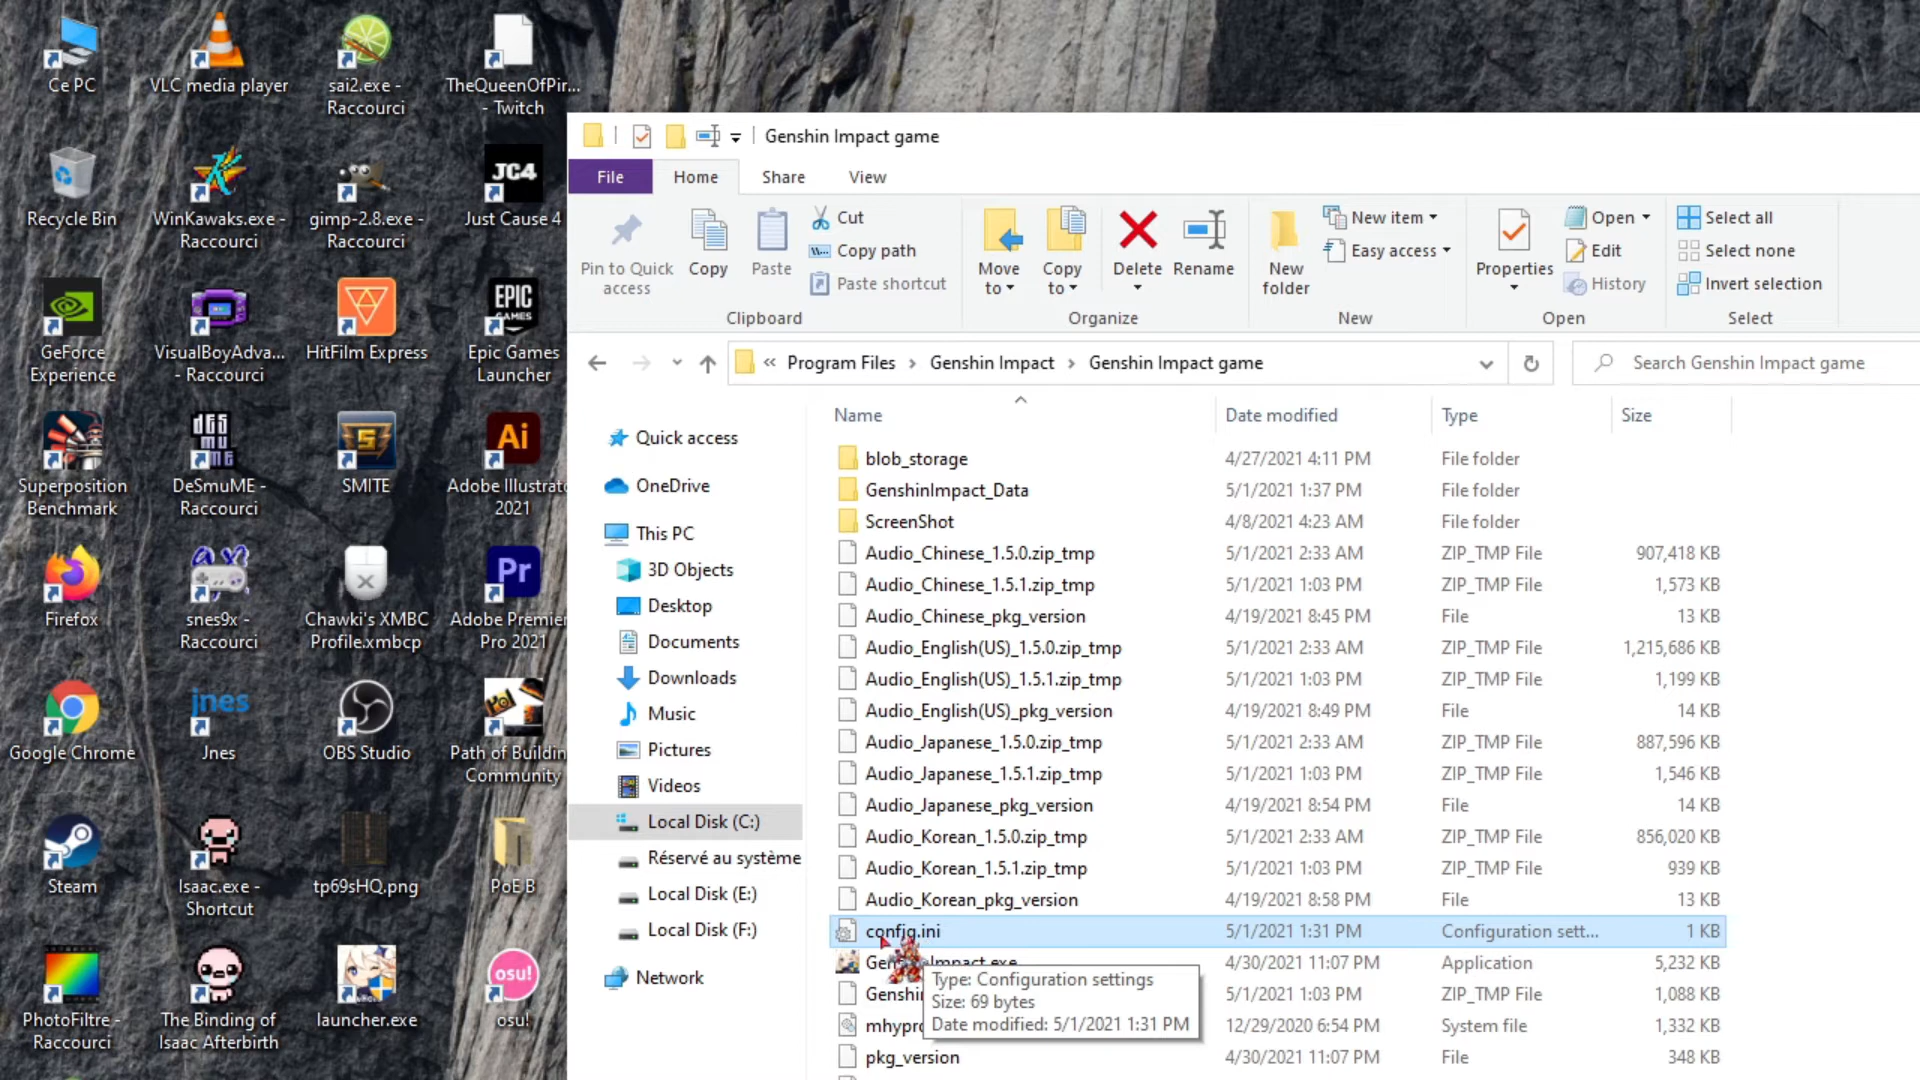 Ce PC
VLC media player
sai2.exe -
Raccourci
TheQueenOfPir...
- Twitch
Recycle Bin
WinKawaks.exe -
Raccourci
gimp-2.8.exe -
Raccourci
JC4
Just Cause 4
GeForce
Experience
VisualBoyAdva...
- Raccourci
HitFilm Express
EPIC
GAMES
Epic Games
Launcher
Superposition
Benchmark
DES
MU
ME
DeSmuME -
Raccourci
S
SMITE
Ai
Adobe Illustrat
2021
Firefox
snes9x -
Raccourci
X
Chawki's XMBC
Profile.xmbcp
Pr
Adobe Premie
Pro 2021
Google Chrome
jnes
Jnes
OBS Studio
PoB
Path of Buildin
Community
Steam
Isaac.exe -
Shortcut
tp69sHQ.png
PoE B
PhotoFiltre -
Raccourci
The Binding of
Isaac Afterbirth
launcher.exe
osu!
osu!
Genshin Impact game
File
Home
Share
View
Pin to Quick
access
Copy
Paste
Cut
Copy path
Paste shortcut
Clipboard
Move
to
Copy
to
Delete
Rename
Organize
New
folder
New item
Easy access
New
Properties
Open
Edit
History
Open
Select all
Select none
Invert selection
Select
« Program Files › Genshin Impact › Genshin Impact game
Search Genshin Impact game
Quick access
OneDrive
This PC
3D Objects
Desktop
Documents
Downloads
Music
Pictures
Videos
Local Disk (C:)
Réservé au système
Local Disk (E:)
Local Disk (F:)
Network
Name Date modified Type Size
blob_storage 4/27/2021 4:11 PM File folder
GenshinImpact_Data 5/1/2021 1:37 PM File folder
ScreenShot 4/8/2021 4:23 AM File folder
Audio_Chinese_1.5.0.zip_tmp 5/1/2021 2:33 AM ZIP_TMP File 907,418 KB
Audio_Chinese_1.5.1.zip_tmp 5/1/2021 1:03 PM ZIP_TMP File 1,573 KB
Audio_Chinese_pkg_version 4/19/2021 8:45 PM File 13 KB
Audio_English(US)_1.5.0.zip_tmp 5/1/2021 2:33 AM ZIP_TMP File 1,215,686 KB
Audio_English(US)_1.5.1.zip_tmp 5/1/2021 1:03 PM ZIP_TMP File 1,199 KB
Audio_English(US)_pkg_version 4/19/2021 8:49 PM File 14 KB
Audio_Japanese_1.5.0.zip_tmp 5/1/2021 2:33 AM ZIP_TMP File 887,596 KB
Audio_Japanese_1.5.1.zip_tmp 5/1/2021 1:03 PM ZIP_TMP File 1,546 KB
Audio_Japanese_pkg_version 4/19/2021 8:54 PM File 14 KB
Audio_Korean_1.5.0.zip_tmp 5/1/2021 2:33 AM ZIP_TMP File 856,020 KB
Audio_Korean_1.5.1.zip_tmp 5/1/2021 1:03 PM ZIP_TMP File 939 KB
Audio_Korean_pkg_version 4/19/2021 8:58 PM File 13 KB
config.ini 5/1/2021 1:31 PM Configuration sett... 1 KB
4/30/2021 11:07 PM Application 5,232 KB
Genshin 5/1/2021 1:03 PM ZIP_TMP File 1,088 KB
mhypr 12/29/2020 6:54 PM System file 1,332 KB
pkg_version 4/30/2021 11:07 PM File 348 KB
Type: Configuration settings
Size: 69 bytes
Date modified: 5/1/2021 1:31 PM